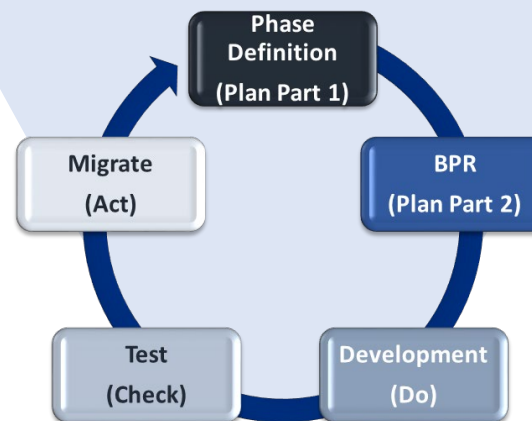 Phase
Definition
(Plan Part 1)
BPR
(Plan Part 2)
Development
(Do)
Test
(Check)
Migrate
(Act)